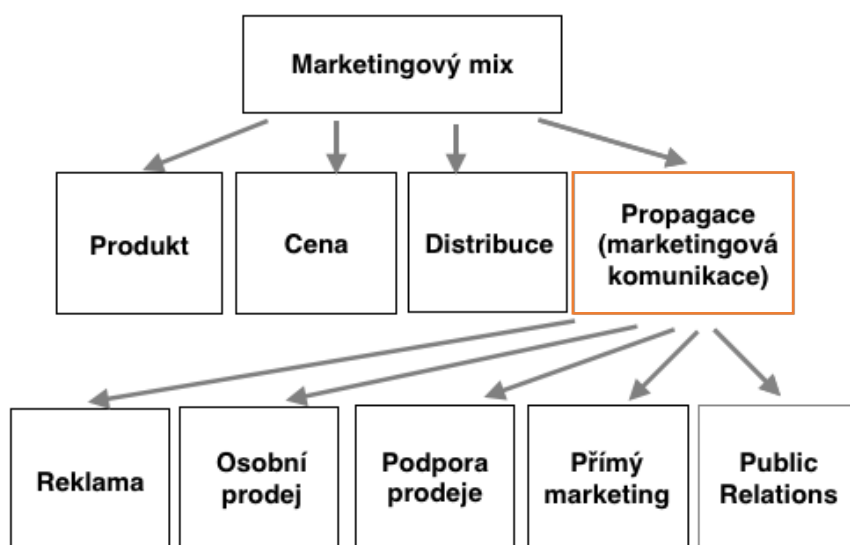 Marketingový mix
Produkt
Cena
Distribuce
Propagace
(marketingová
komunikace)
Reklama
Osobní
prodej
Podpora
prodeje
Přímý
marketing
Public
Relations